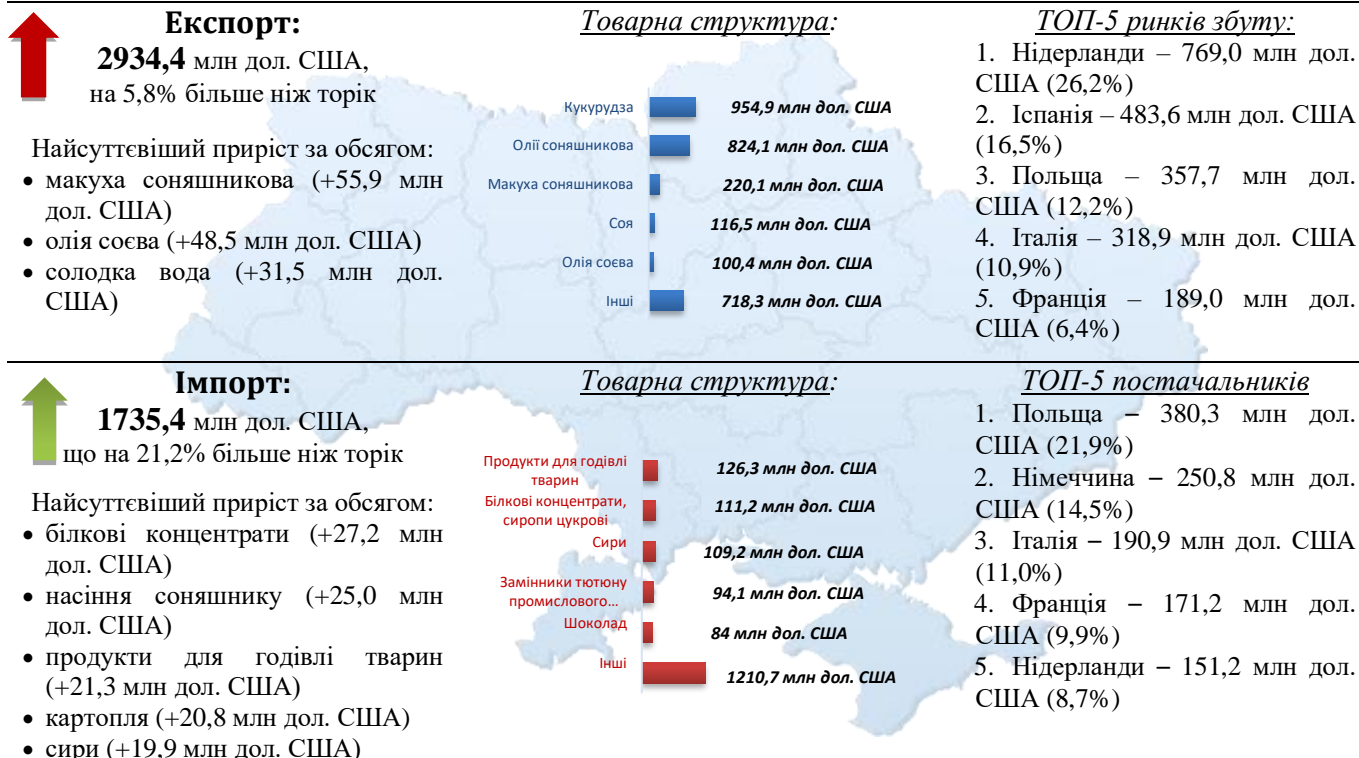 Експорт:
2934,4 млн дол. США,
на 5,8% більше ніж торік
Найсуттєвіший приріст за обсягом:
• макуха соняшникова (+55,9 млн
дол. США)
• олія соєва (+48,5 млн дол. США)
• солодка вода (+31,5 млн дол.
США)
Товарна структура:
Кукурудза
954,9 млн дол. США
Олії соняшникова
824,1 млн дол. США
Макуха соняшникова
220,1 млн дол. США
Соя
116,5 млн дол. США
Олія соєва
100,4 млн дол. США
Інші
718,3 млн дол. США
ТОП-5 ринків збуту:
1. Нідерланди – 769,0 млн дол.
США (26,2%)
2. Іспанія – 483,6 млн дол. США
(16,5%)
3. Польща – 357,7 млн дол.
США (12,2%)
4. Італія – 318,9 млн дол. США
(10,9%)
5. Франція – 189,0 млн дол.
США (6,4%)
Імпорт:
1735,4 млн дол. США,
що на 21,2% більше ніж торік
Найсуттєвіший приріст за обсягом:
• білкові концентрати (+27,2 млн
дол. США)
• насіння соняшнику (+25,0 млн
дол. США)
• продукти для годівлі тварин
(+21,3 млн дол. США)
• картопля (+20,8 млн дол. США)
• сири (+19,9 млн дол. США)
Товарна структура:
Продукти для годівлі
тварин
126,3 млн дол. США
Білкові концентрати,
сиропи цукрові
111,2 млн дол. США
Сири
109,2 млн дол. США
Замінники тютюну
промислового…
94,1 млн дол. США
Шоколад
84 млн дол. США
Інші
1210,7 млн дол. США
ТОП-5 постачальників
1. Польща – 380,3 млн дол.
США (21,9%)
2. Німеччина – 250,8 млн дол.
США (14,5%)
3. Італія – 190,9 млн дол. США
(11,0%)
4. Франція – 171,2 млн дол.
США (9,9%)
5. Нідерланди – 151,2 млн дол.
США (8,7%)